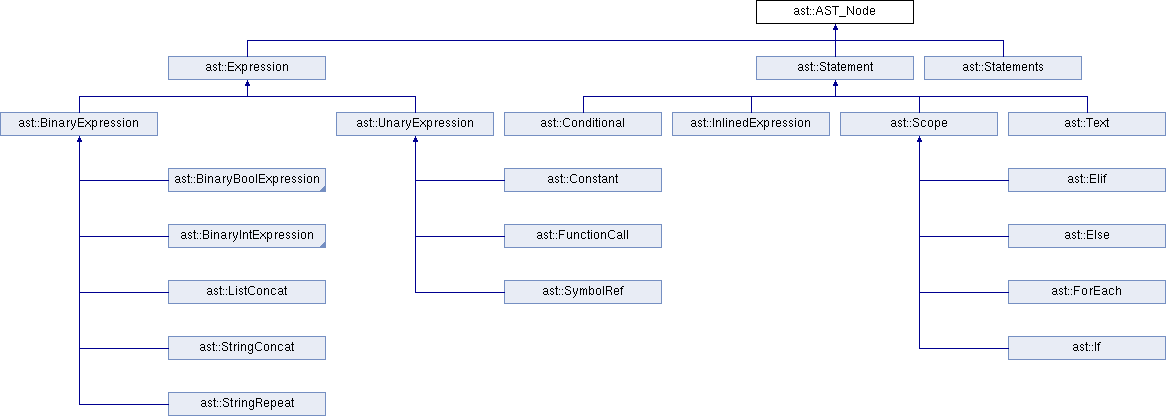 ast::AST_Node
ast::Expression
ast::Statement
ast::Statements
ast::BinaryExpression
ast::UnaryExpression
ast::Conditional
ast::InlinedExpression
ast::Scope
ast::Text
ast::BinaryBoolExpression
ast::Constant
ast::Elif
ast::BinaryIntExpression
ast::FunctionCall
ast::Else
ast::ListConcat
ast::SymbolRef
ast::ForEach
ast::StringConcat
ast::If
ast::StringRepeat